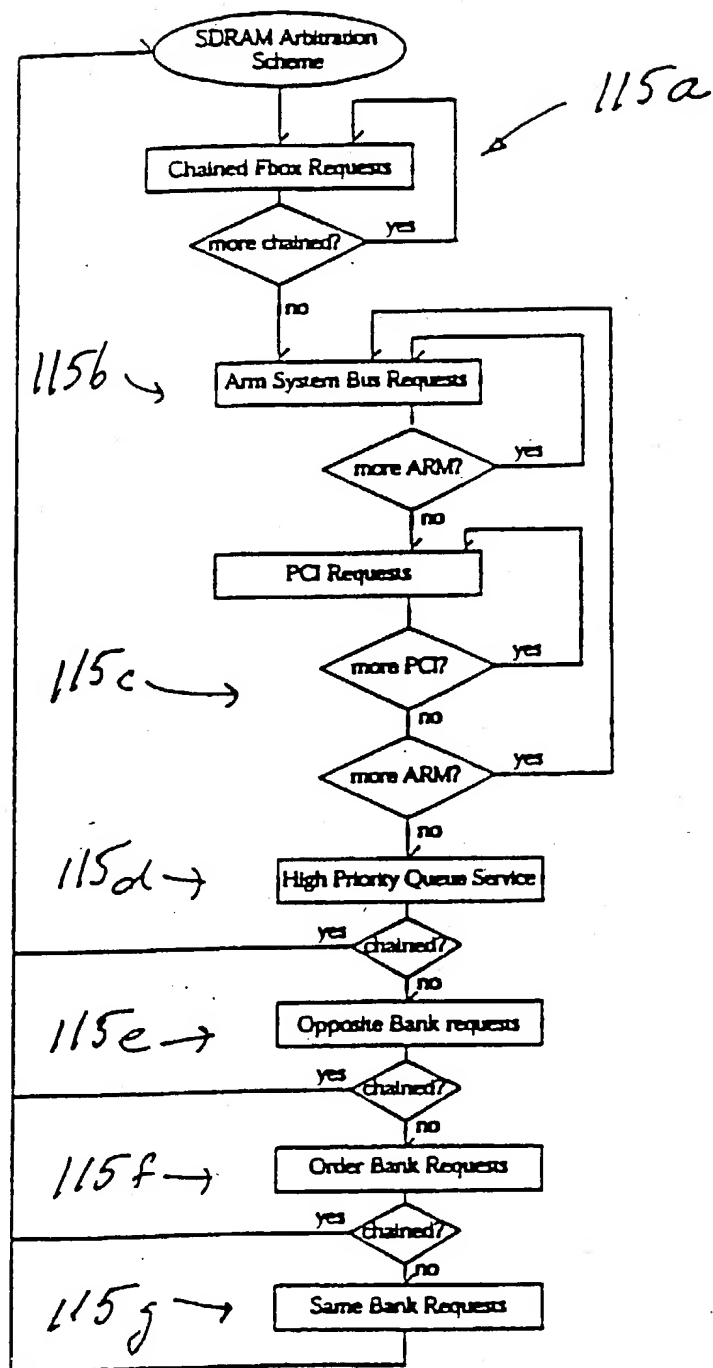 SDRAM Arbitration
Scheme
115a
Chained Fbox Requests
more chained?
yes
no
115b
Arm System Bus Requests
more ARM?
yes
no
PCI Requests
115c
more PCI?
yes
no
more ARM?
yes
no
115d
High Priority Queue Service
yes
chained?
no
115e
Opposite Bank requests
yes
chained?
no
115f
Order Bank Requests
yes
chained?
no
115g
Same Bank Requests